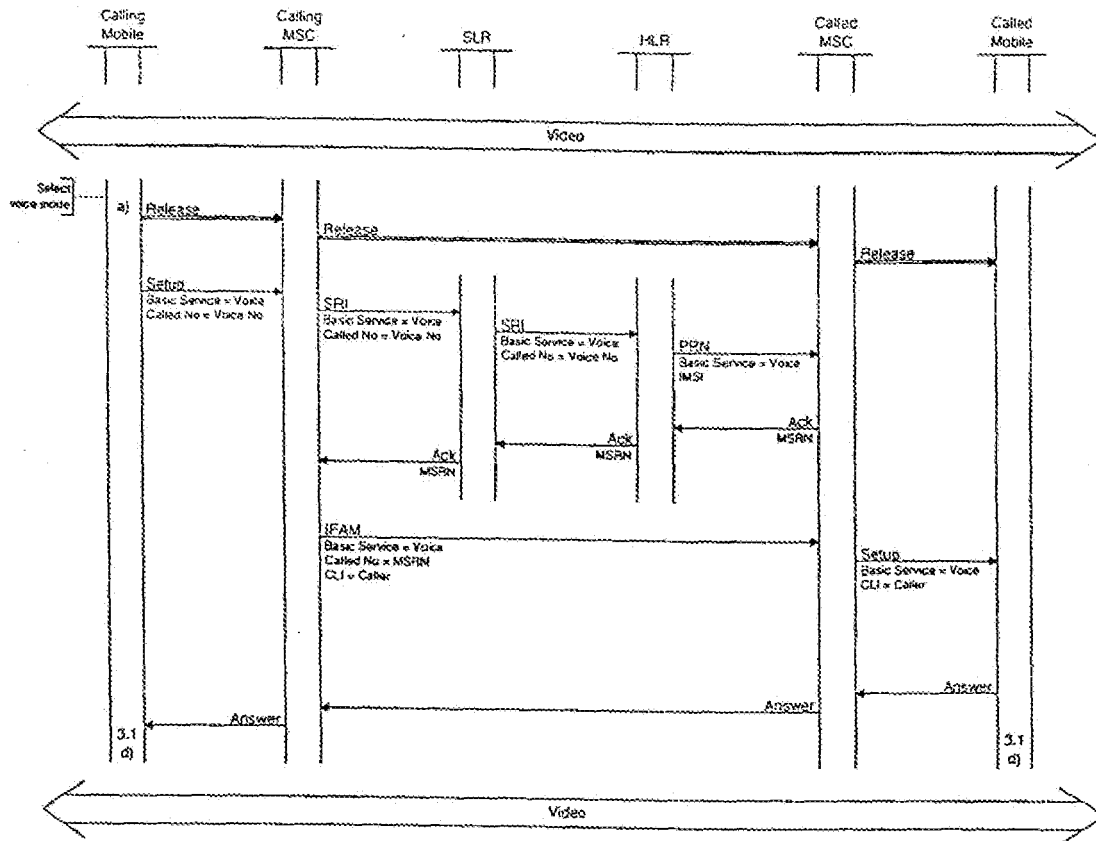 Calling
Mobile
Calling
MSC
SLR
HLR
Called
MSC
Called
Mobile
Video
Select
voice mode
a)
Release
Release
Release
Setup
Basic Service = Voice
Called No = Voice No
SRI
Basic Service = Voice
Called No = Voice No
SRI
Basic Service = Voice
Called No = Voice No
PRN
Basic Service = Voice
IMSI
Ack
MSRN
Ack
MSRN
Ack
MSRN
IFAM
Basic Service = Voice
Called No = MSRN
CLI = Caller
Setup
Basic Service = Voice
CLI = Caller
Answer
Answer
Answer
3.1
d)
3.1
d)
Video